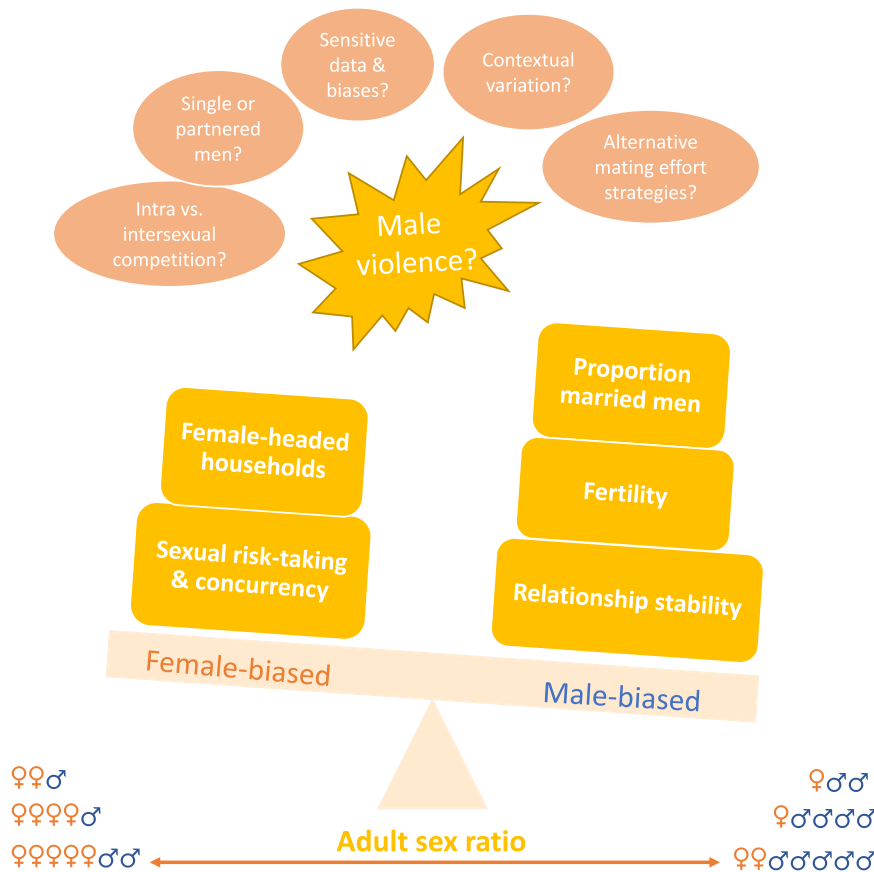 Sensitive
data &
biases?
Contextual
variation?
Single or
partnered
men?
Alternative
mating effort
strategies?
Intra vs.
intersexual
competition?
Male
violence?
Proportion
married men
Female-headed
households
Fertility
Sexual risk-taking
& concurrency
Relationship stability
Female-biased
Male-biased
♀♀♂
♀♂♂
♀♀♀♀♂
♀♂♂♂♂
Adult sex ratio
♀♀♀♀♀♂♂
♀♀♂♂♂♂♂